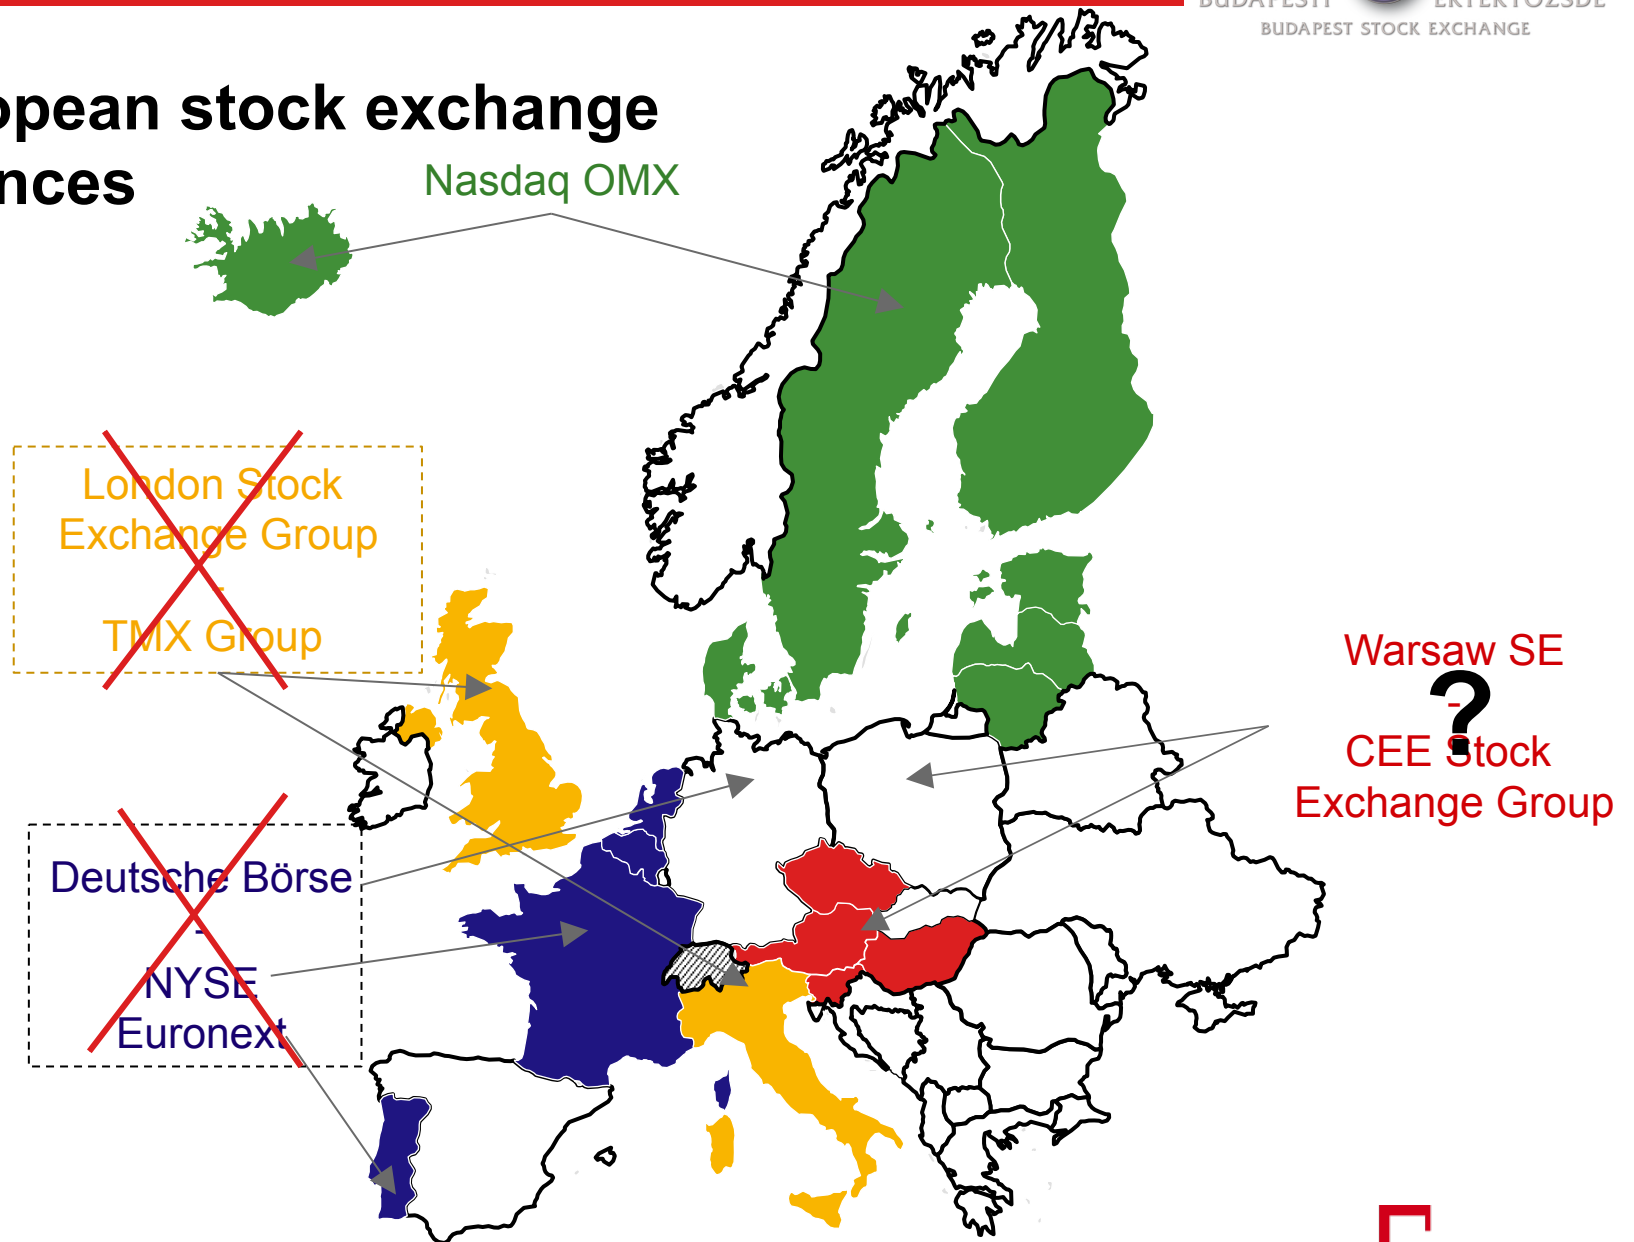 BUDAPEST STOCK EXCHANGE
opean stock exchange
nces
Nasdaq OMX
London Stock
Exchange Group
-
TMX Group
Warsaw SE
-
?
CEE Stock
Exchange Group
Deutsche Börse
-
NYSE
Euronext